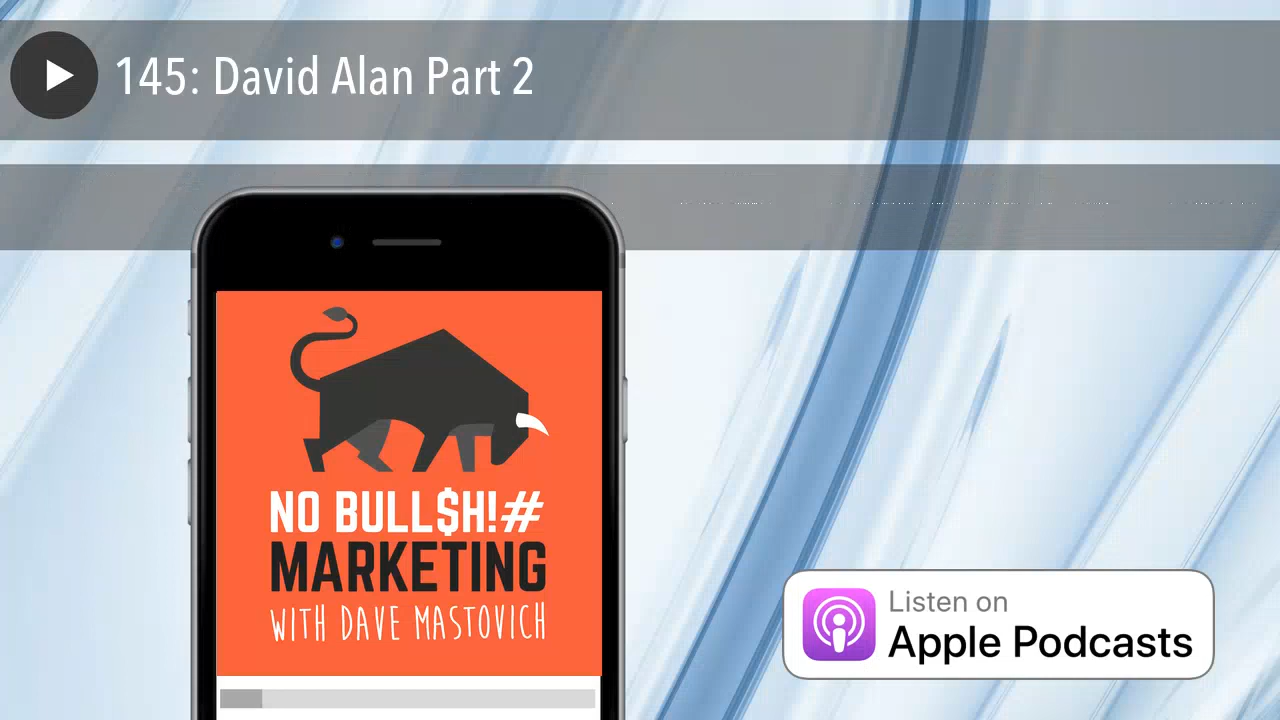 145: David Alan Part 2
NO BULL$H!#
MARKETING
WITH DAVE MASTOVICH
Listen on
Apple Podcasts